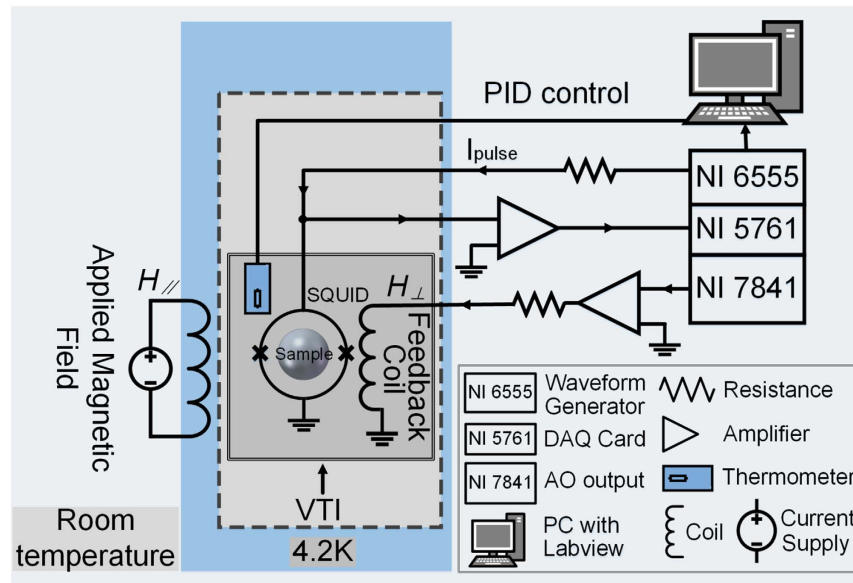 PID control
I pulse
NI 6555
NI 5761
NI 7841
Applied Magnetic
Field
H //
SQUID
H ⊥
Feedback
Coil
Sample
VTI
Room
temperature
4.2K
NI 6555
Waveform
Generator
Resistance
NI 5761
DAQ Card
Amplifier
NI 7841
AO output
Thermometer
PC with
Labview
Coil
Current
Supply